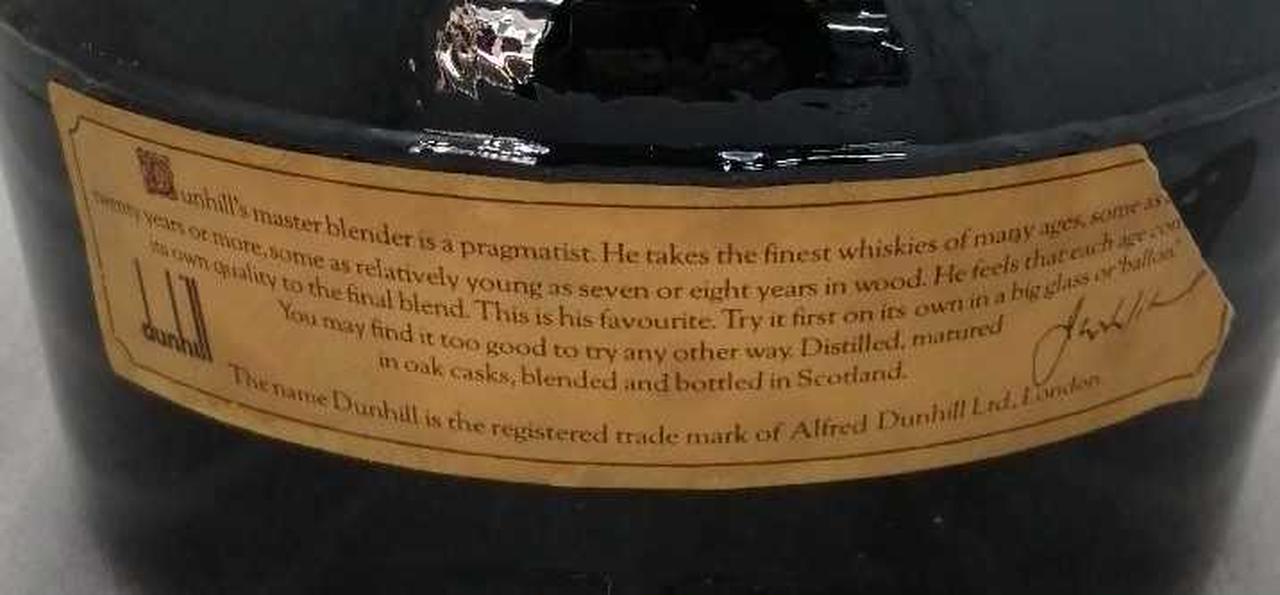 Dunhill's master blender is a pragmatist. He takes the finest whiskies of many ages, some as
twenty years or more, some as relatively young as seven or eight years in wood. He feels that each age con
its own quality to the final blend. This is his favourite. Try it first on its own in a big glass or 'ballon.'
You may find it too good to try any other way. Distilled, matured
in oak casks, blended and bottled in Scotland.
dunhill
The name Dunhill is the registered trade mark of Alfred Dunhill Ltd., London.